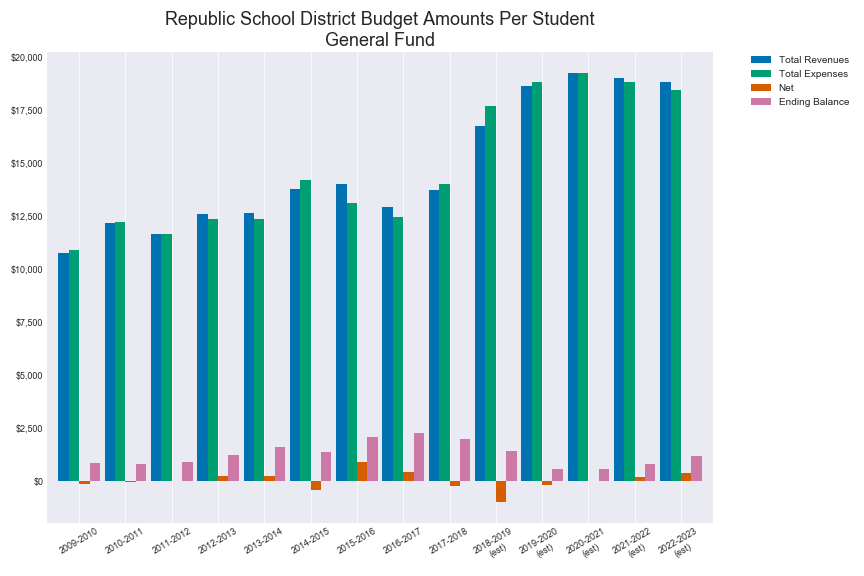 Republic School District Budget Amounts Per Student
General Fund
Total Revenues
Total Expenses
Net
Ending Balance
$20,000
$17,500
$15,000
$12,500
$10,000
$7,500
$5,000
$2,500
$0
2009-2010
2010-2011
2011-2012
2012-2013
2013-2014
2014-2015
2015-2016
2016-2017
2017-2018
2018-2019
(est)
2019-2020
(est)
2020-2021
(est)
2021-2022
(est)
2022-2023
(est)